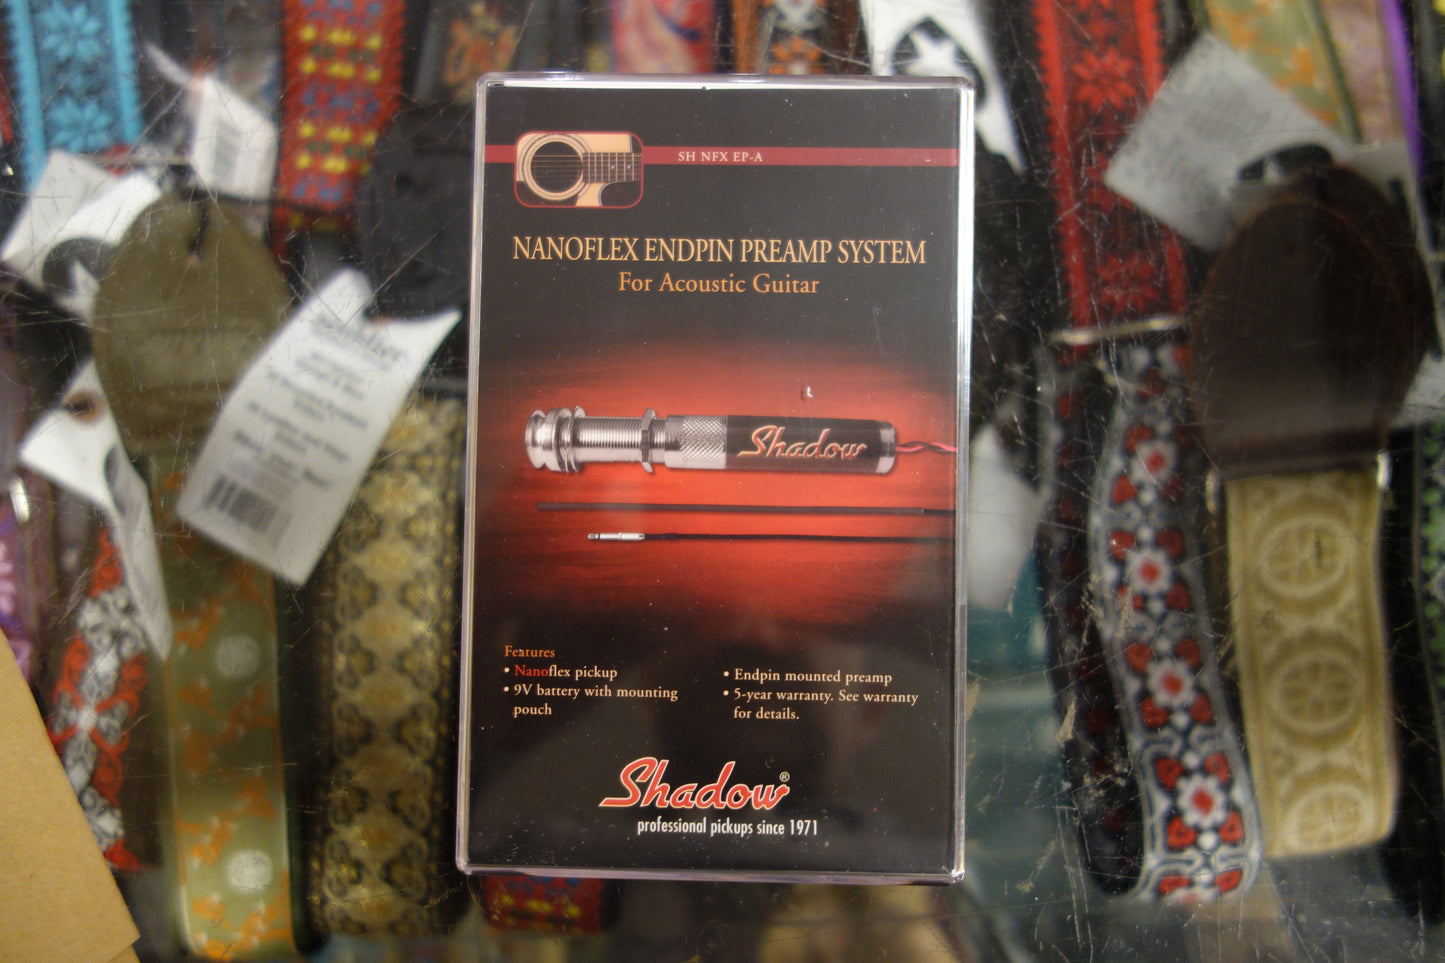 SH NFX EP-A
NANOFLEX ENDPIN PREAMP SYSTEM
For Acoustic Guitar
Shadow
Features
• Nanoflex pickup
• 9V battery with mounting
pouch
• Endpin mounted preamp
• 5-year warranty. See warranty
for details.
Shadow®
professional pickups since 1971